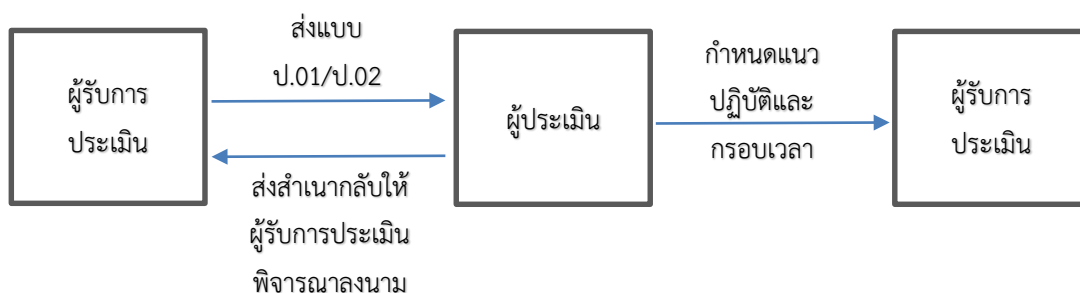 ผู้รับการ
ประเมิน
ส่งแบบ
ป.01/ป.02
ส่งสำเนากลับให้
ผู้รับการประเมิน
พิจารณาลงนาม
ผู้ประเมิน
กำหนดแนว
ปฏิบัติและ
กรอบเวลา
ผู้รับการ
ประเมิน